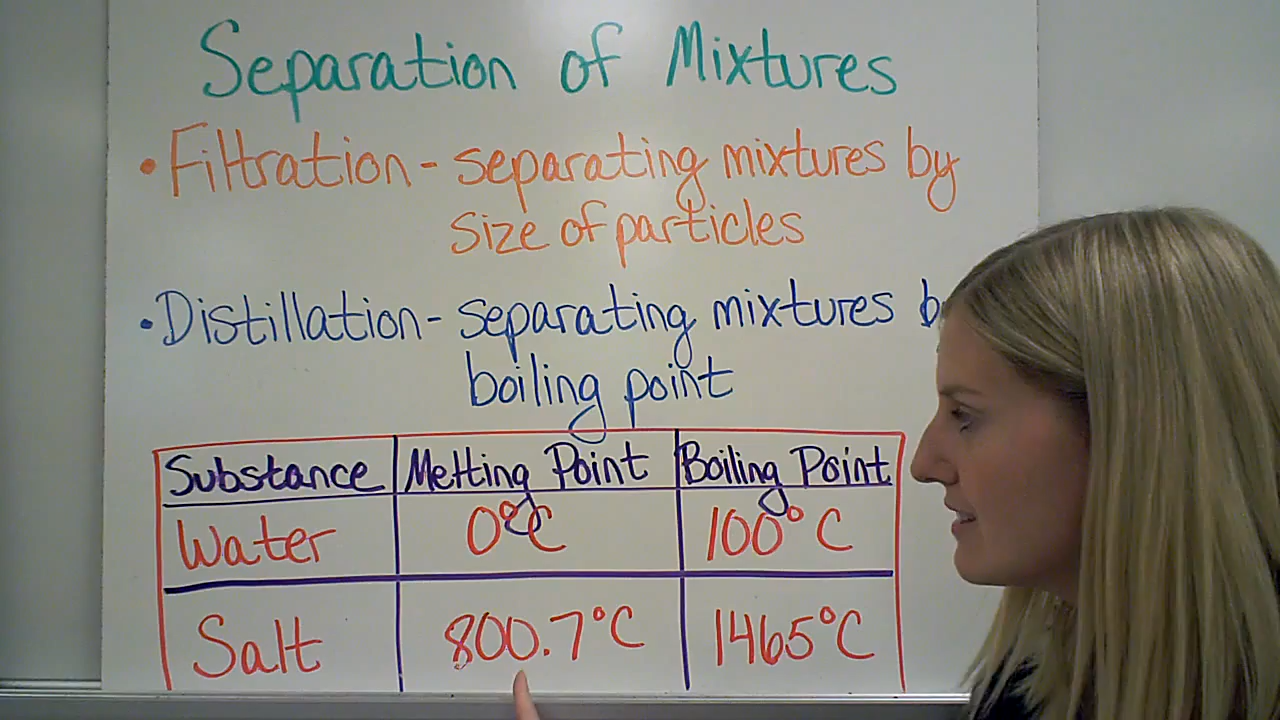 Separation of Mixtures
• Filtration - separating mixtures by
size of particles
• Distillation - separating mixtures
boiling point
Substance Melting Point Boiling Point
Water 0°C 100°C
Salt 800.7°C 1465°C